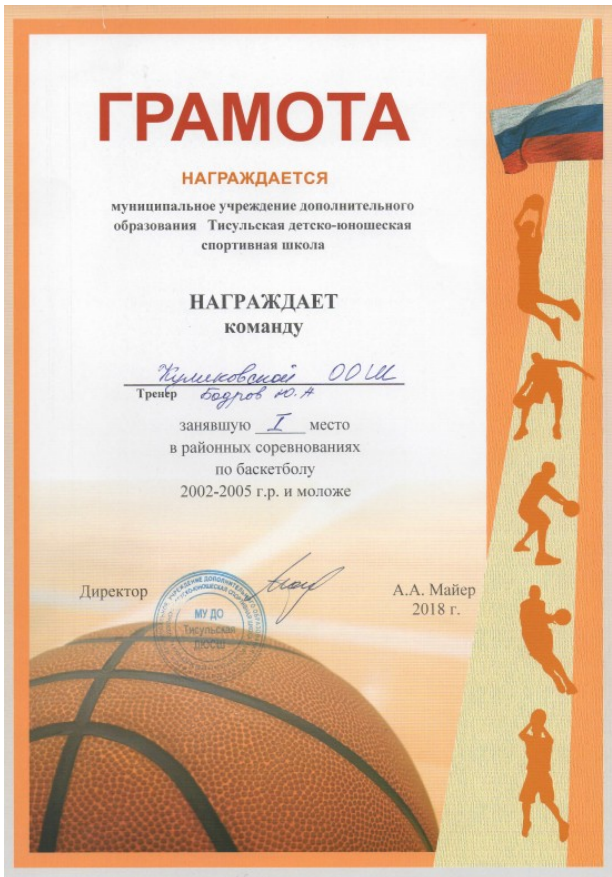 ГРАМОТА
НАГРАЖДАЕТСЯ
муниципальное учреждение дополнительного
образования Тисульская детско-юношеская
спортивная школа
НАГРАЖДАЕТ
команду
Куликовской ООШ
Тренер Бодров Ю.А
занявшую I место
в районных соревнованиях
по баскетболу
2002-2005 г.р. и моложе
Директор
А.А. Майер
2018 г.
МУ ДО
Тисульская
ДЮСШ